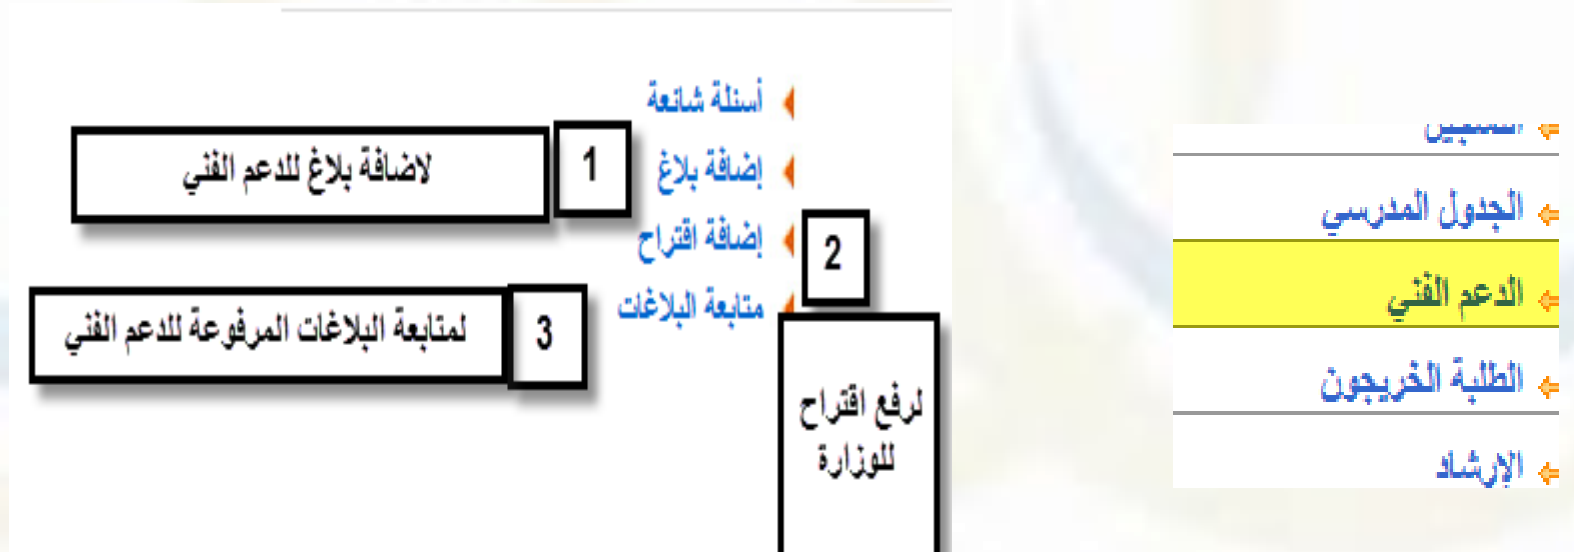 الجدول المدرسي
الدعم الفني
الطلبة الخريجون
الإرشاد
أسئلة شائعة
إضافة بلاغ
1
لاضافة بلاغ للدعم الفني
إضافة اقتراح
2
لرفع اقتراح
للوزارة
متابعة البلاغات
3
لمتابعة البلاغات المرفوعة للدعم الفني